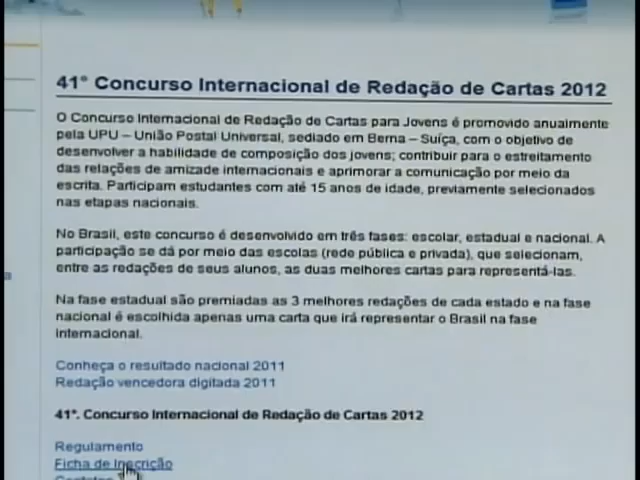 41° Concurso Internacional de Redação de Cartas 2012
O Concurso Internacional de Redação de Cartas para Jovens é promovido anualmente
pela UPU – União Postal Universal, sediado em Berna – Suíça, com o objetivo de
desenvolver a habilidade de composição dos jovens; contribuir para o estreitamento
das relações de amizade internacionais e aprimorar a comunicação por meio da
escrita. Participam estudantes com até 15 anos de idade, previamente selecionados
nas etapas nacionais.
No Brasil, este concurso é desenvolvido em três fases: escolar, estadual e nacional. A
participação se dá por meio das escolas (rede pública e privada), que selecionam,
entre as redações de seus alunos, as duas melhores cartas para representá-las.
Na fase estadual são premiadas as 3 melhores redações de cada estado e na fase
nacional é escolhida apenas uma carta que irá representar o Brasil na fase
internacional.
Conheça o resultado nacional 2011
Redação vencedora digitada 2011
41°. Concurso Internacional de Redação de Cartas 2012
Regulamento
Ficha de Inscrição